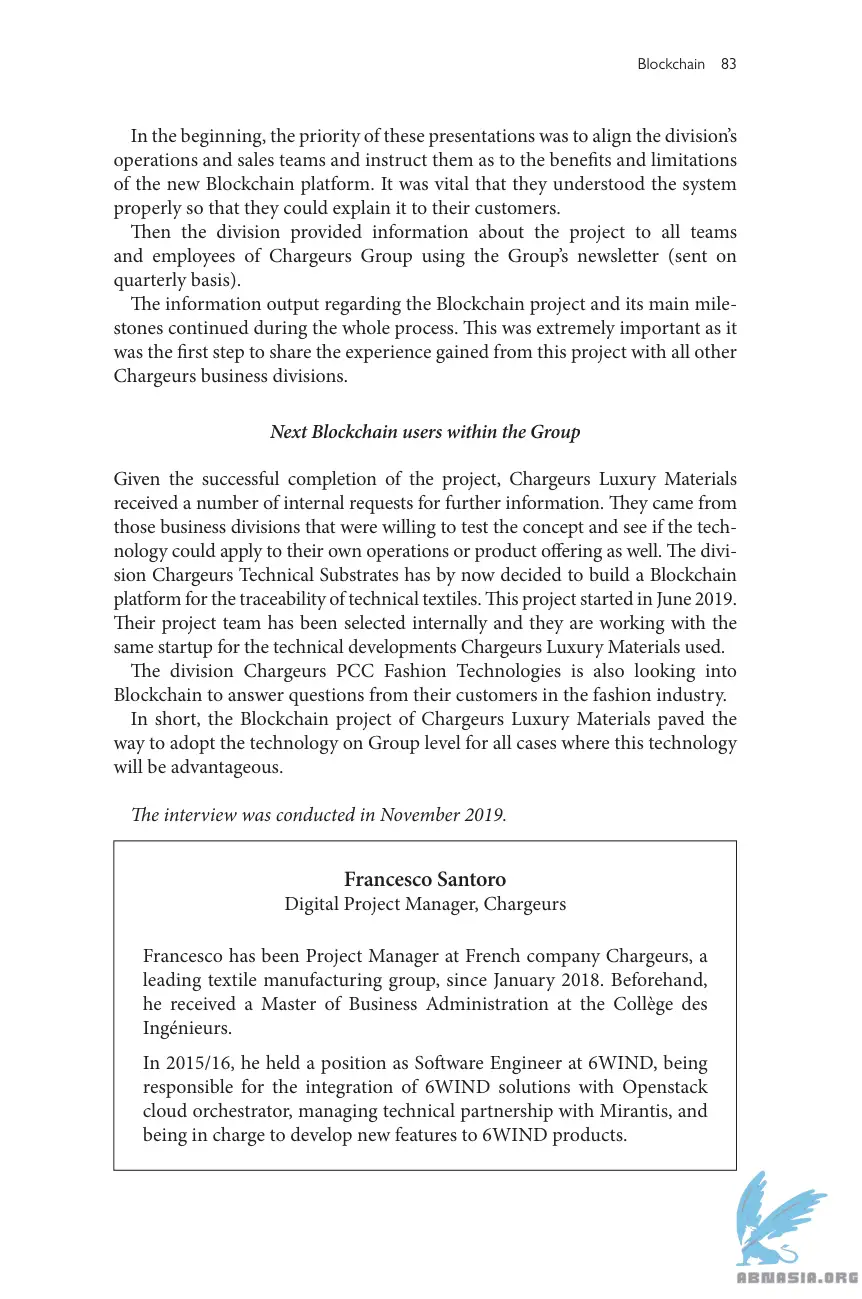 Blockchain 83
In the beginning, the priority of these presentations was to align the division's
operations and sales teams and instruct them as to the benefits and limitations
of the new Blockchain platform. It was vital that they understood the system
properly so that they could explain it to their customers.
Then the division provided information about the project to all teams
and employees of Chargeurs Group using the Group's newsletter (sent on
quarterly basis).
The information output regarding the Blockchain project and its main mile-
stones continued during the whole process. This was extremely important as it
was the first step to share the experience gained from this project with all other
Chargeurs business divisions.
Next Blockchain users within the Group
Given the successful completion of the project, Chargeurs Luxury Materials
received a number of internal requests for further information. They came from
those business divisions that were willing to test the concept and see if the tech-
nology could apply to their own operations or product offering as well. The divi-
sion Chargeurs Technical Substrates has by now decided to build a Blockchain
platform for the traceability of technical textiles. This project started in June 2019.
Their project team has been selected internally and they are working with the
same startup for the technical developments Chargeurs Luxury Materials used.
The division Chargeurs PCC Fashion Technologies is also looking into
Blockchain to answer questions from their customers in the fashion industry.
In short, the Blockchain project of Chargeurs Luxury Materials paved the
way to adopt the technology on Group level for all cases where this technology
will be advantageous.
The interview was conducted in November 2019.
Francesco Santoro
Digital Project Manager, Chargeurs
Francesco has been Project Manager at French company Chargeurs, a
leading textile manufacturing group, since January 2018. Beforehand,
he received a Master of Business Administration at the Collège des
Ingénieurs.
In 2015/16, he held a position as Software Engineer at 6WIND, being
responsible for the integration of 6WIND solutions with Openstack
cloud orchestrator, managing technical partnership with Mirantis, and
being in charge to develop new features to 6WIND products.
ABNASIA.ORG